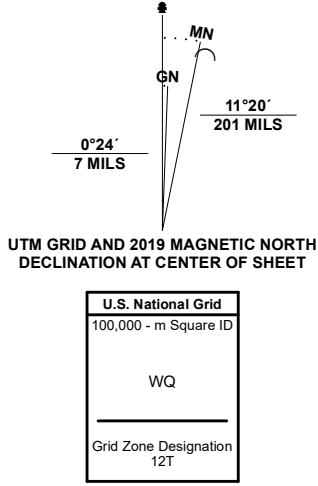 MN
GN
11°20´
201 MILS
0°24´
7 MILS
UTM GRID AND 2019 MAGNETIC NORTH
DECLINATION AT CENTER OF SHEET
U.S. National Grid
100,000 - m Square ID
WQ
Grid Zone Designation
12T